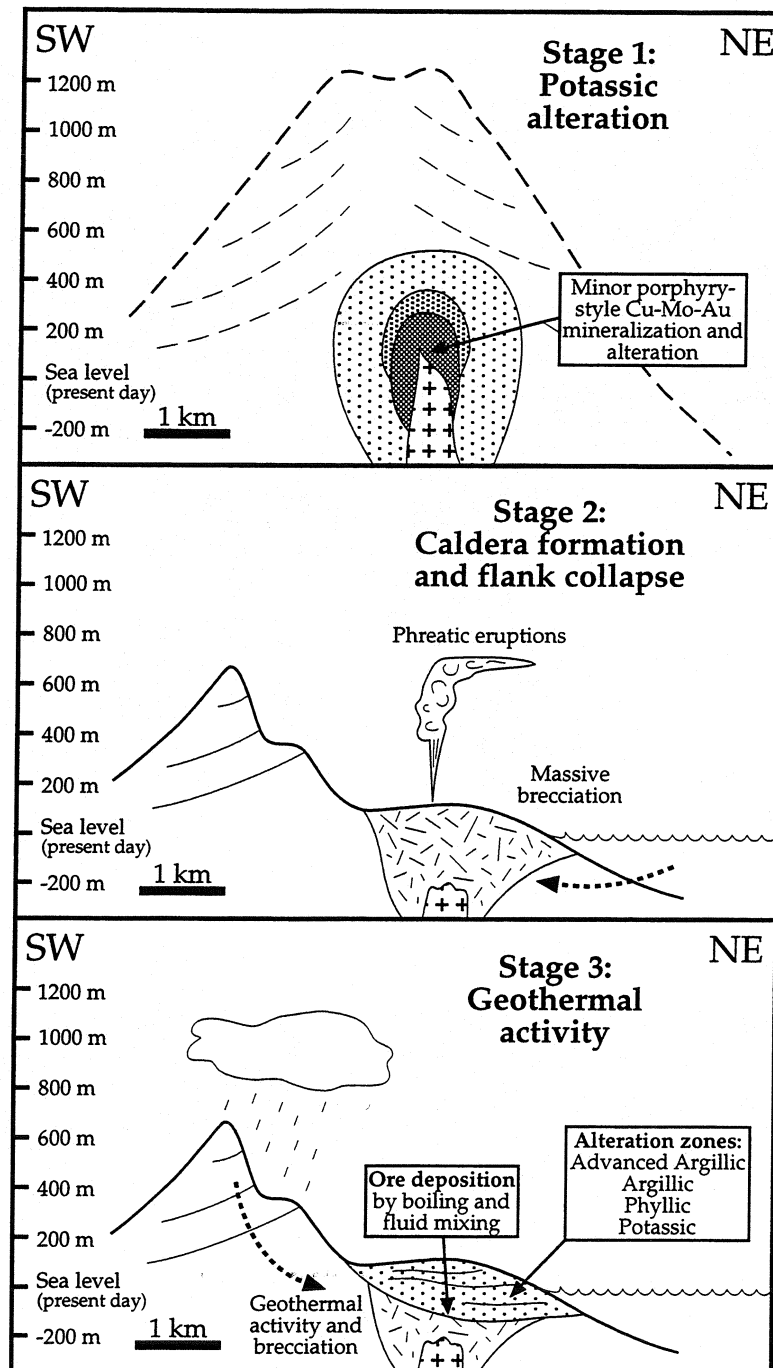 SW
NE
Stage 1:
Potassic
alteration
1200 m
1000 m
800 m
600 m
400 m
200 m
Sea level
(present day)
-200 m
1 km
Minor porphyry-
style Cu-Mo-Au
mineralization and
alteration
SW
NE
Stage 2:
Caldera formation
and flank collapse
1200 m
1000 m
800 m
600 m
400 m
200 m
Sea level
(present day)
-200 m
1 km
Phreatic eruptions
Massive
brecciation
SW
NE
Stage 3:
Geothermal
activity
1200 m
1000 m
800 m
600 m
400 m
200 m
Sea level
(present day)
-200 m
1 km
Alteration zones:
Advanced Argillic
Argillic
Phyllic
Potassic
Ore deposition
by boiling and
fluid mixing
Geothermal
activity and
brecciation